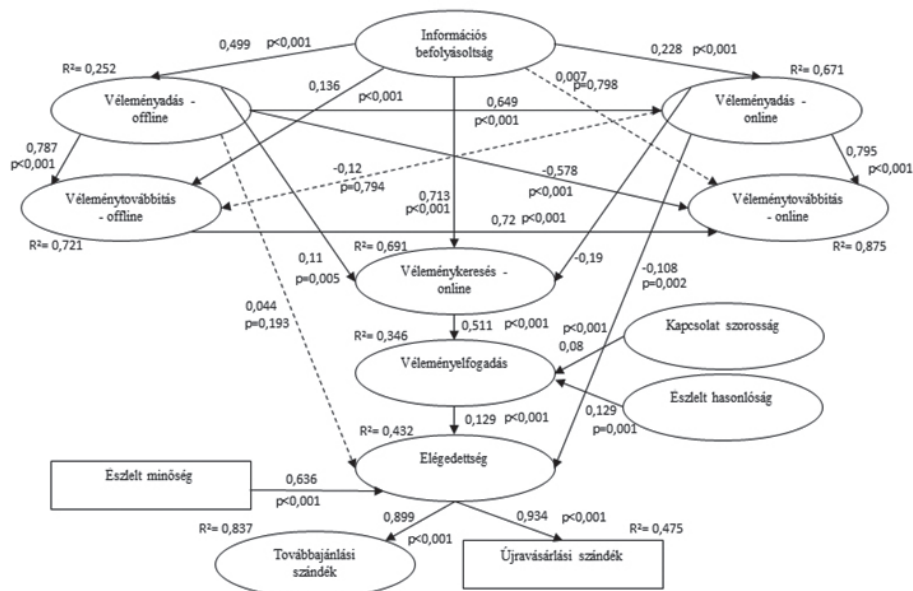 Információs
befolyásoltság
0,499 p<0,001
0,228 p<0,001
R²= 0,252
R²= 0,671
0,136
p<0,001
0,007
p=0,798
Véleményadás -
offline
0,649
p<0,001
Véleményadás -
online
0,787
p<0,001
-0,12
p=0,794
-0,578
p<0,001
0,795
p<0,001
Véleménytovábbítás
- offline
0,713
p<0,001
Véleménytovábbítás
- online
0,72 p<0,001
R²= 0,721
R²= 0,691
R²= 0,875
0,11
p=0,005
Véleménykeresés -
online
-0,19
-0,108
p=0,002
0,044
p=0,193
0,511 p<0,001
R²= 0,346
p<0,001
0,08
Kapcsolat szorosság
Véleményelfogadás
Észlelt hasonlóság
0,129 p<0,001
0,129
p=0,001
R²= 0,432
Elégedettség
Észlelt minőség
0,636
p<0,001
0,899
p<0,001
0,934 p<0,001
R²= 0,837
R²= 0,475
Továbbajánlási
szándék
Újravásárlási szándék